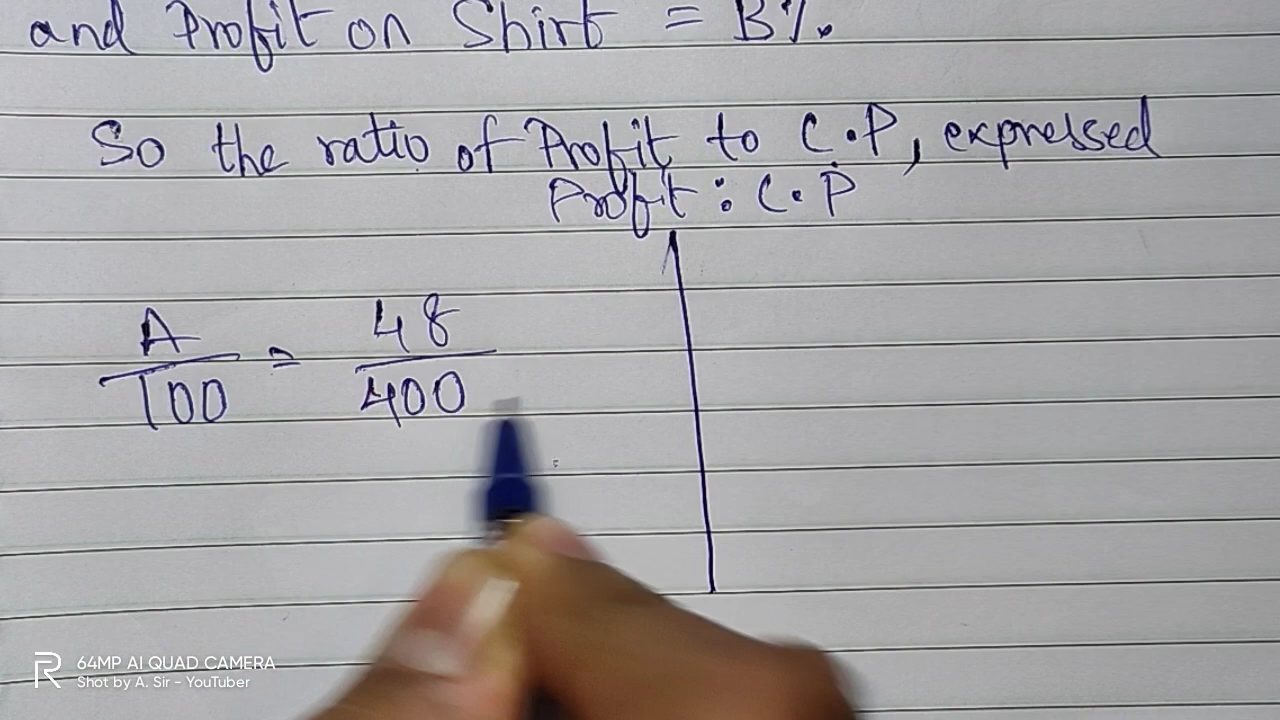 and Profit on Shirt = B%.
So the ratio of Profit to C.P, expressed
Profit : C.P
A/100 = 48/400
64MP AI QUAD CAMERA
Shot by A. Sir - YouTuber